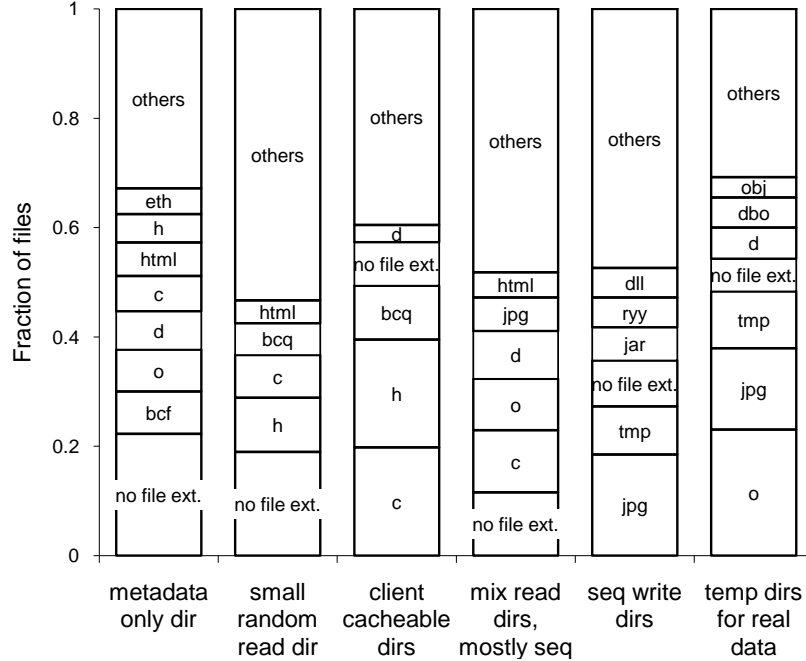 1
0.8
0.6
0.4
0.2
0
Fraction of files
others
eth
h
html
c
d
o
bcf
no file ext.
metadata
only dir
others
html
bcq
c
h
no file ext.
small
random
read dir
others
d
no file ext.
bcq
h
c
client
cacheable
dirs
others
html
jpg
d
o
c
no file ext.
mix read
dirs,
mostly seq
others
dll
ryy
jar
no file ext.
tmp
jpg
seq write
dirs
others
obj
dbo
d
no file ext.
tmp
jpg
o
temp dirs
for real
data